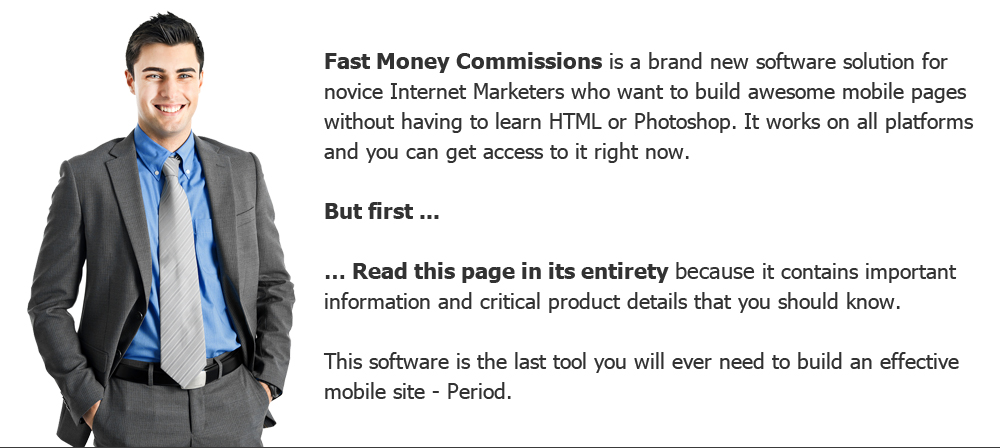 Fast Money Commissions is a brand new software solution for
novice Internet Marketers who want to build awesome mobile pages
without having to learn HTML or Photoshop. It works on all platforms
and you can get access to it right now.
But first ...
... Read this page in its entirety because it contains important
information and critical product details that you should know.
This software is the last tool you will ever need to build an effective
mobile site - Period.